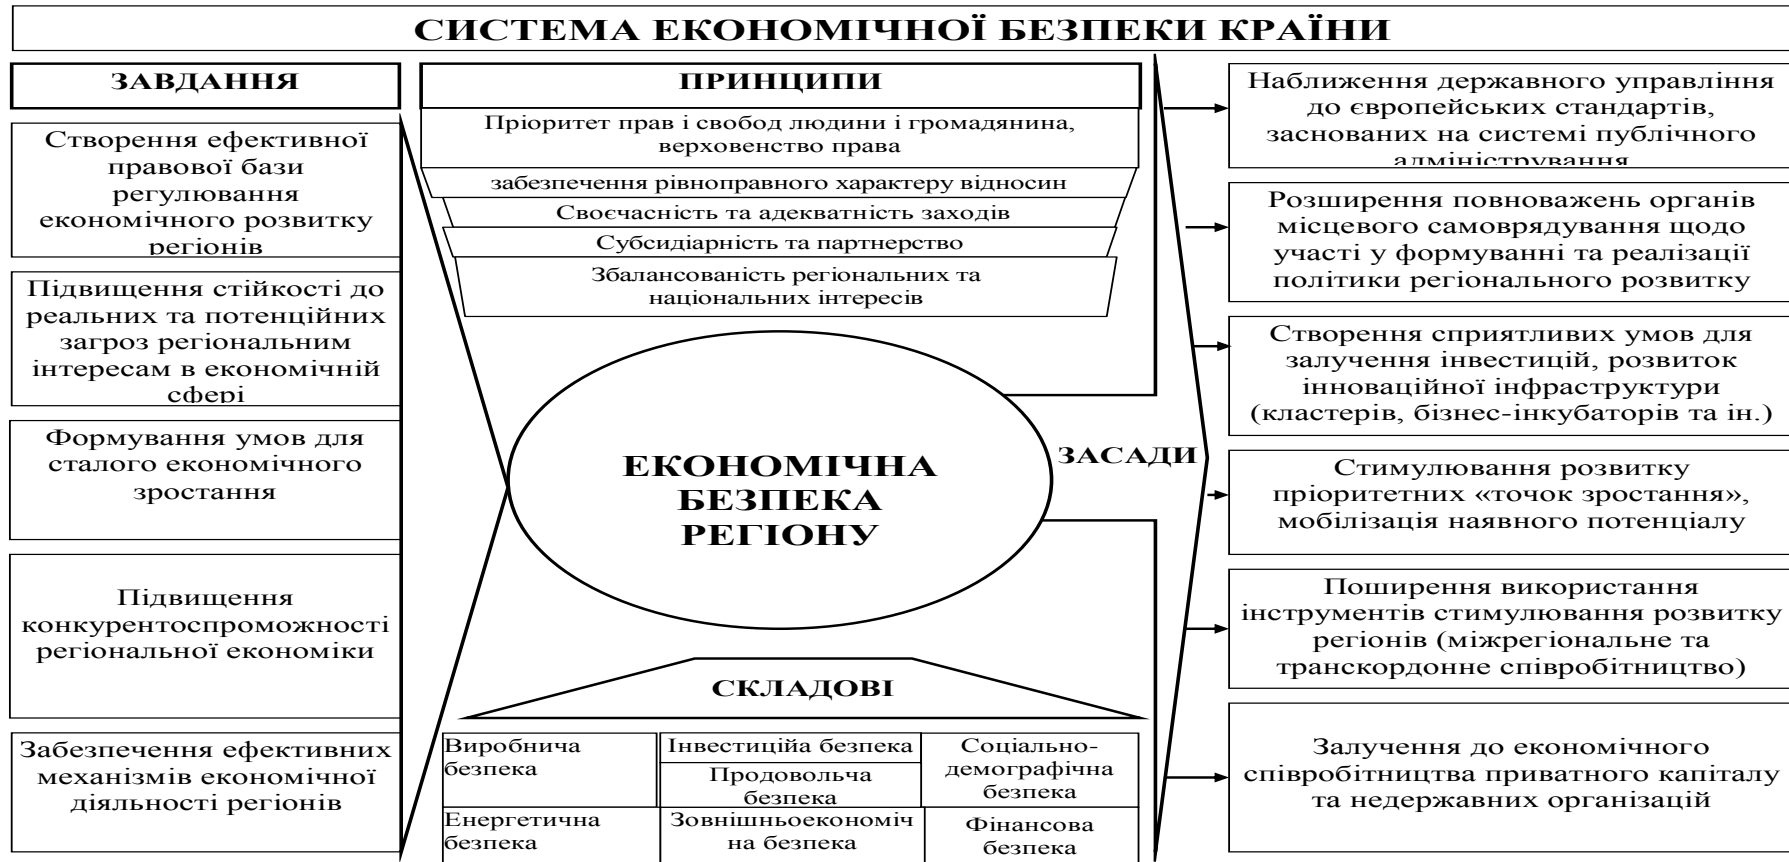 СИСТЕМА ЕКОНОМІЧНОЇ БЕЗПЕКИ КРАЇНИ
ЗАВДАННЯ
Створення ефективної
правової бази
регулювання
економічного розвитку
регіонів
Підвищення стійкості до
реальних та потенційних
загроз регіональним
інтересам в економічній
сфері
Формування умов для
сталого економічного
зростання
Підвищення
конкурентоспроможності
регіональної економіки
Забезпечення ефективних
механізмів економічної
діяльності регіонів
ПРИНЦИПИ
Пріоритет прав і свобод людини і громадянина,
верховенство права
забезпечення рівноправного характеру відносин
Своєчасність та адекватність заходів
Субсидіарність та партнерство
Збалансованість регіональних та
національних інтересів
ЕКОНОМІЧНА
БЕЗПЕКА
РЕГІОНУ
СКЛАДОВІ
Виробнича
безпека
Інвестиційа безпека
Продовольча
безпека
Соціально-
демографічна
безпека
Енергетична
безпека
Зовнішньоекономіч
на безпека
Фінансова
безпека
ЗАСАДИ
Наближення державного управління
до європейських стандартів,
заснованих на системі публічного
адміністрування
Розширення повноважень органів
місцевого самоврядування щодо
участі у формуванні та реалізації
політики регіонального розвитку
Створення сприятливих умов для
залучення інвестицій, розвиток
інноваційної інфраструктури
(кластерів, бізнес-інкубаторів та ін.)
Стимулювання розвитку
пріоритетних «точок зростання»,
мобілізація наявного потенціалу
Поширення використання
інструментів стимулювання розвитку
регіонів (міжрегіональне та
транскордонне співробітництво)
Залучення до економічного
співробітництва приватного капіталу
та недержавних організацій